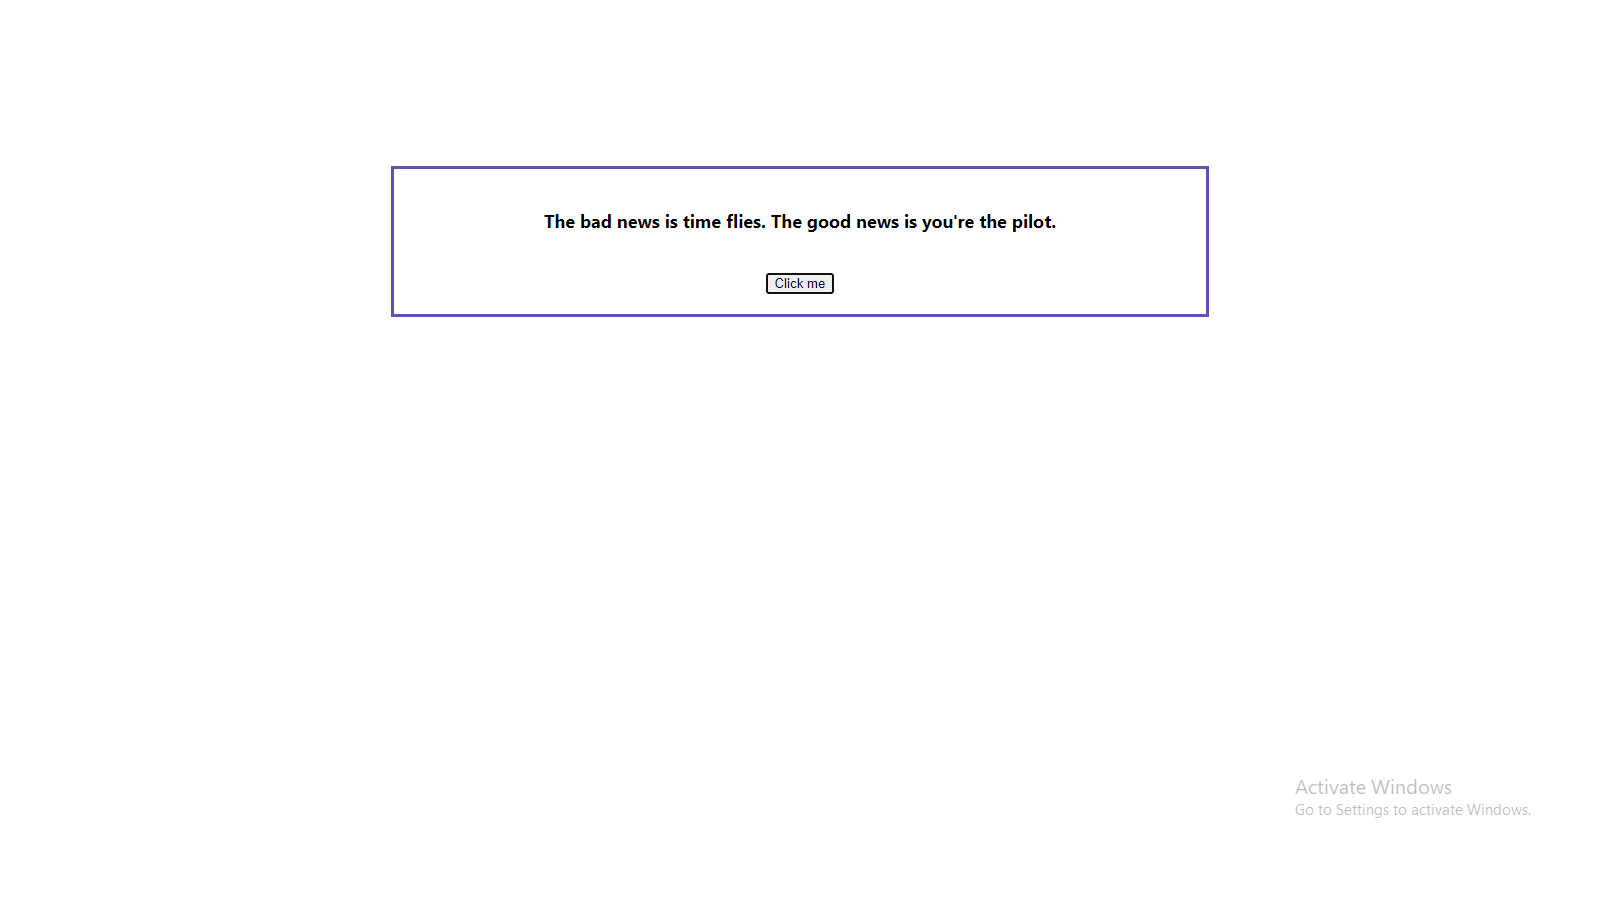 The bad news is time flies. The good news is you're the pilot.
Click me
Activate Windows
Go to Settings to activate Windows.